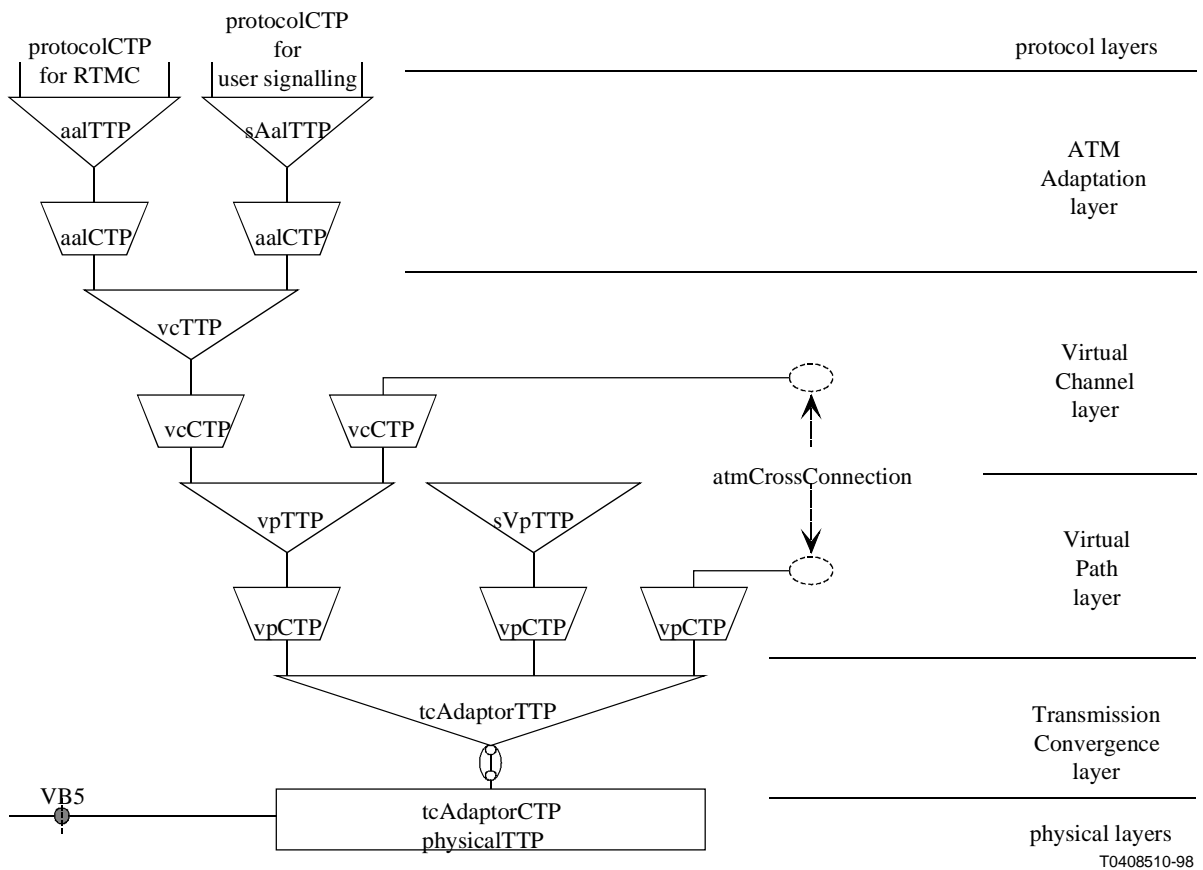 protocolCTP
for RTMC
protocolCTP
for
user signalling
protocol layers
aalTTP
sAalTTP
ATM
Adaptation
layer
aalCTP
aalCTP
vcTTP
Virtual
Channel
layer
vcCTP
vcCTP
atmCrossConnection
vpTTP
sVpTTP
Virtual
Path
layer
vpCTP
vpCTP
vpCTP
tcAdaptorTTP
Transmission
Convergence
layer
VB5
tcAdaptorCTP
physicalTTP
physical layers
T0408510-98